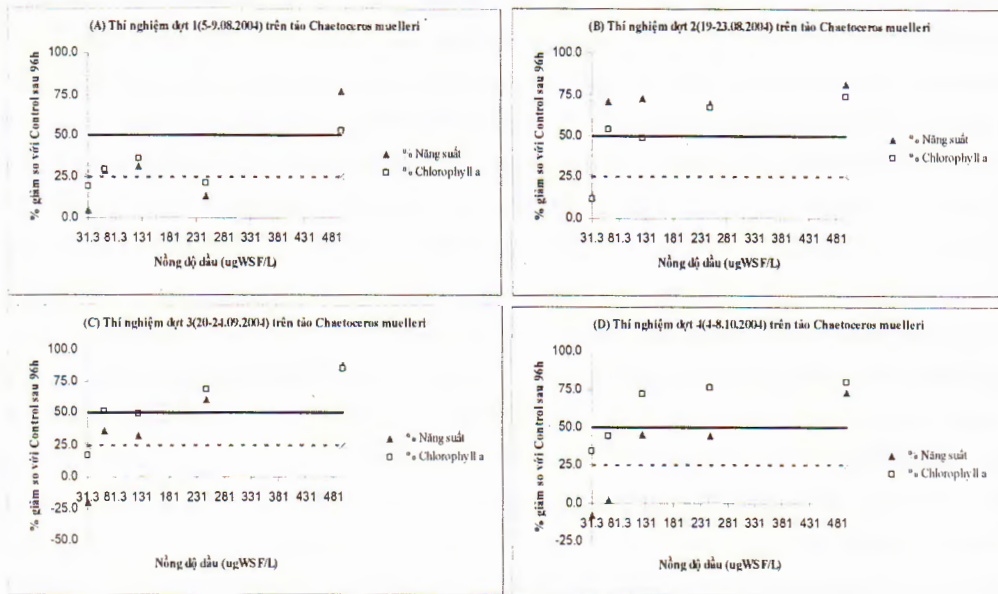 (A) Thí nghiệm đợt 1(5-9.08.2004) trên tảo Chaetoceros muelleri
% giảm so với Control sau 96h
100.0
75.0
50.0
25.0
0.0
31.3 81.3 131 181 231 281 331 381 431 481
Nồng độ dầu (ugWSF/L)
% Năng suất
% Chlorophyll a
(B) Thí nghiệm đợt 2(19-23.08.2004) trên tảo Chaetoceros muelleri
% giảm so với Control sau 96h
100.0
75.0
50.0
25.0
0.0
31.3 81.3 131 181 231 281 331 381 431 481
Nồng độ dầu (ugWSF/L)
% Năng suất
% Chlorophyll a
(C) Thí nghiệm đợt 3(20-24.09.2004) trên tảo Chaetoceros muelleri
% giảm so với Control sau 96h
100.0
75.0
50.0
25.0
0.0
-25.0
-50.0
31.3 81.3 131 181 231 281 331 381 431 481
Nồng độ dầu (ugWSF/L)
% Năng suất
% Chlorophyll a
(D) Thí nghiệm đợt 4(4-8.10.2004) trên tảo Chaetoceros muelleri
% giảm so với Control sau 96h
100.0
75.0
50.0
25.0
0.0
-25.0
31.3 81.3 131 181 231 281 331 381 431 481
Nồng độ dầu (ugWSF/L)
% Năng suất
% Chlorophyll a